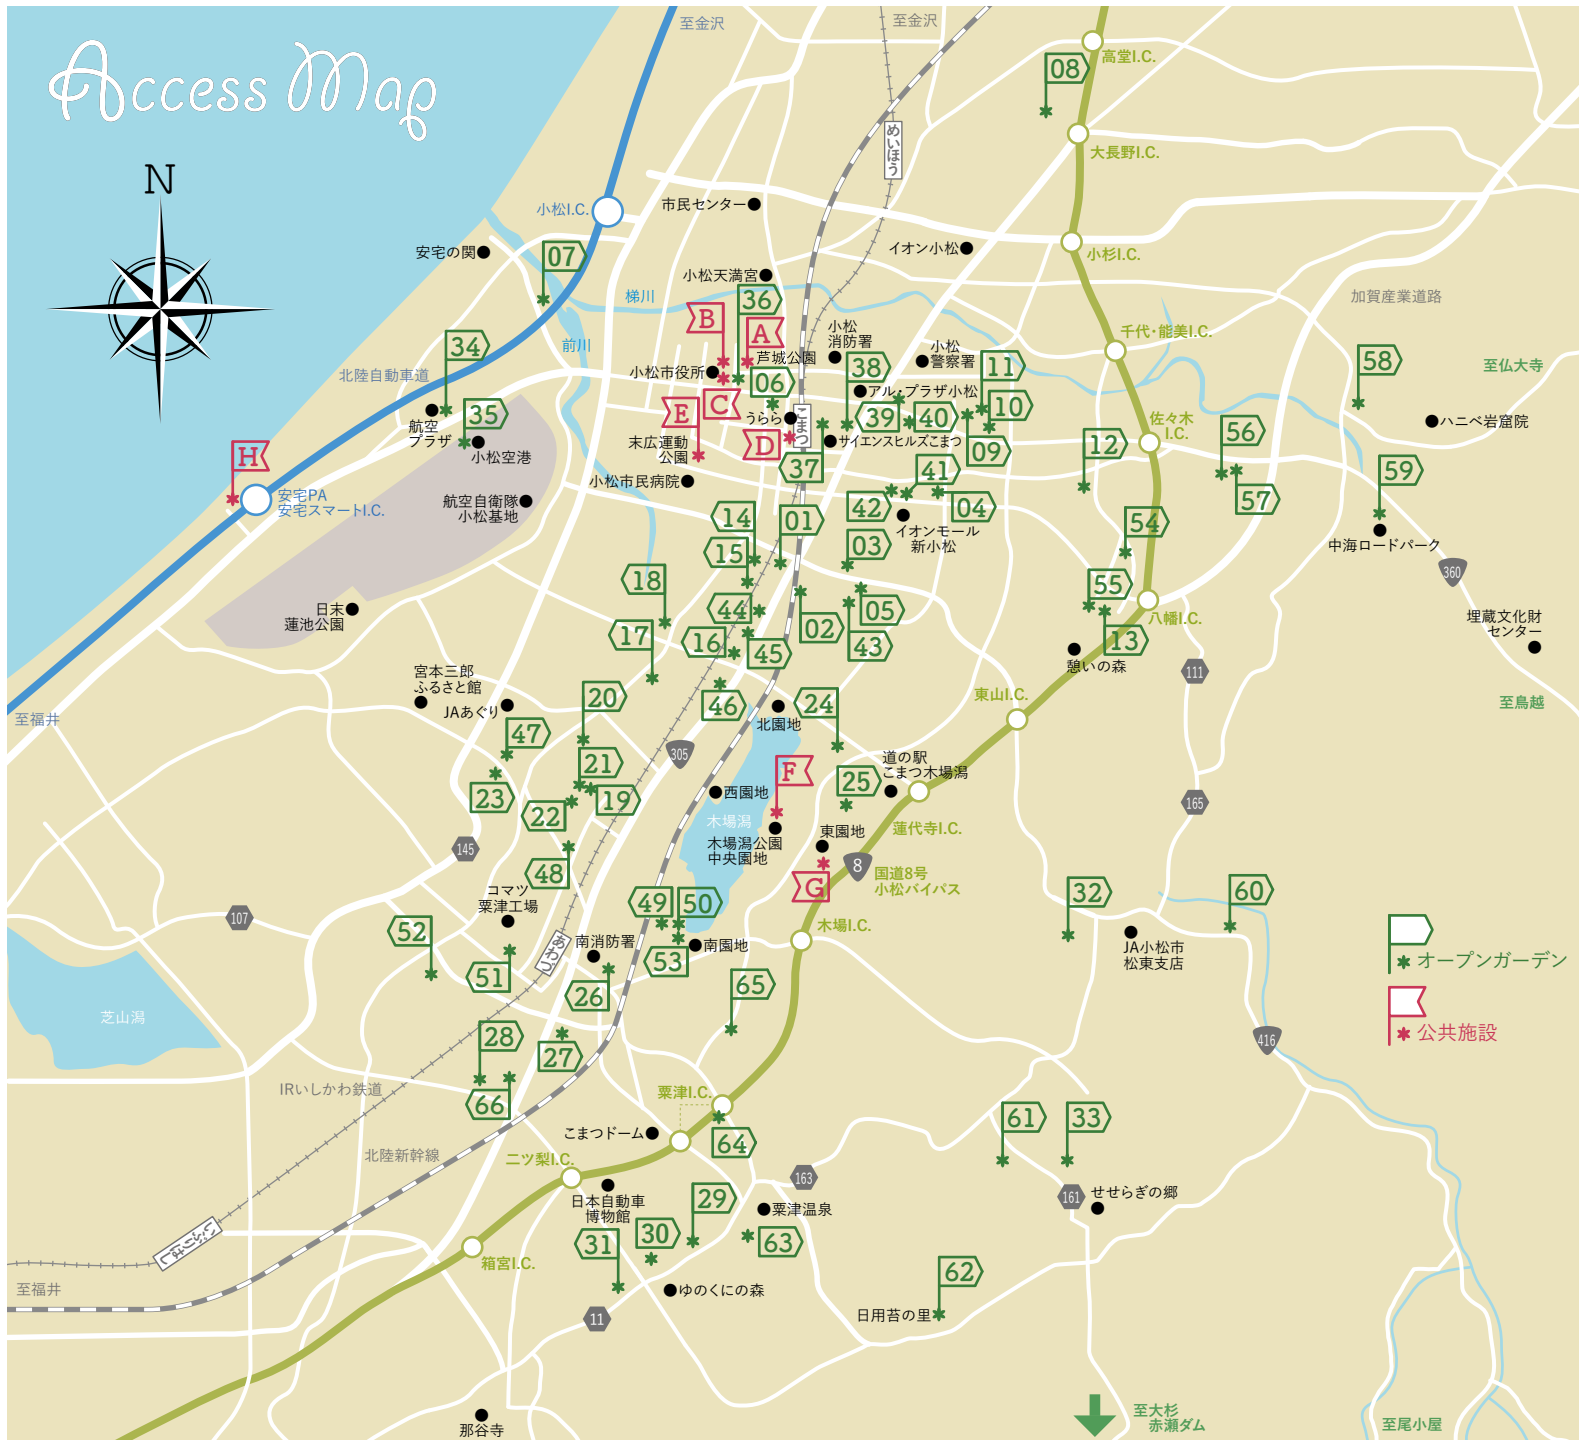 Access Map
N
至金沢
至金沢
高堂I.C.
08
めいほう
大長野I.C.
小松I.C.
市民センター
安宅の関
07
イオン小松
小杉I.C.
小松天満宮
梯川
36
加賀産業道路
B
A
34
前川
小松
消防署
千代・能美I.C.
小松
警察署
芦城公園
58
至仏大寺
北陸自動車道
小松市役所
06
38
11
アル・プラザ小松
C
E
35
航空
プラザ
うらら
こまつ
39
40
10
佐々木
I.C.
56
ハニベ岩窟院
小松空港
末広運動
公園
D
サイエンスヒルズこまつ
09
12
H
37
41
59
小松市民病院
安宅PA
安宅スマートI.C.
航空自衛隊
小松基地
42
04
57
14
01
イオンモール
新小松
54
15
03
中海ロードパーク
360
18
55
日末
蓮池公園
44
05
17
16
02
八幡I.C.
埋蔵文化財
センター
45
43
13
憩いの森
宮本三郎
ふるさと館
111
20
東山I.C.
至鳥越
JAあぐり
46
24
至福井
北園地
47
305
21
F
道の駅
こまつ木場潟
25
23
19
西園地
22
165
木場潟
蓮代寺I.C.
東園地
木場潟公園
中央園地
145
48
8
国道8号
小松バイパス
G
コマツ
粟津工場
49
50
32
60
107
52
木場I.C.
あわづ
南消防署
南園地
JA小松市
松東支店
オープンガーデン
51
53
26
65
芝山潟
公共施設
28
27
416
IRいしかわ鉄道
粟津I.C.
66
61
33
こまつドーム
64
北陸新幹線
二ツ梨I.C.
163
日本自動車
博物館
29
161
せせらぎの郷
粟津温泉
いぶりはし
31
30
63
箱宮I.C.
至福井
62
ゆのくにの森
日用苔の里
11
至大杉
赤瀬ダム
那谷寺
至尾小屋